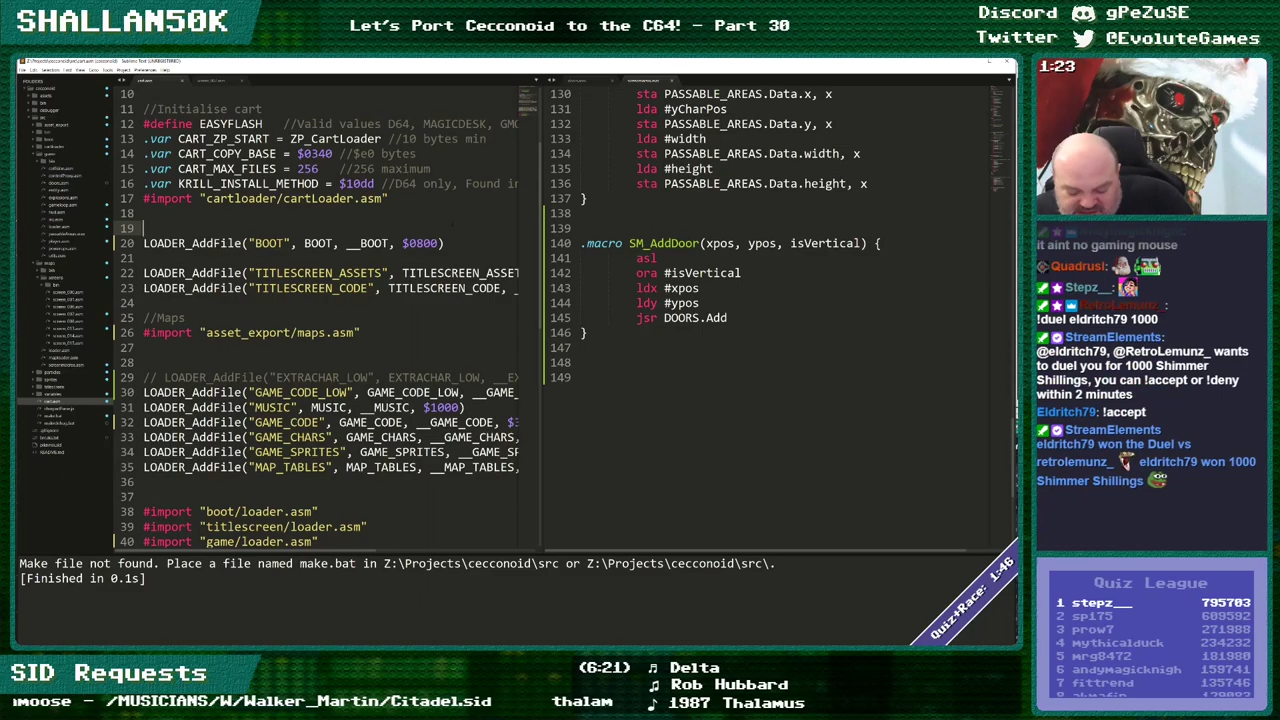 SHALLAN50K
Let's Port Cecconoid to the C64! - Part 30
Discord gPeZuSE
Twitter @EvoluteGames
FOLDERS
10
11 //Initialise cart
12 #define EASYFLASH //Valid values D64, MAGICDESK, GMO
13 .var CART_ZP_START = Zp_CartLoader //10 bytes min
14 .var CART_COPY_BASE = $0340 //$e0 bytes
15 .var CART_MAX_FILES = 256 //256 maximum
16 .var KRILL_INSTALL_METHOD = $10dd //D64 only, Found in
17 #import "cartloader/cartLoader.asm"
18
19
20 LOADER_AddFile("BOOT", BOOT, __BOOT, $0800)
21
22 LOADER_AddFile("TITLESCREEN_ASSETS", TITLESCREEN_ASSET
23 LOADER_AddFile("TITLESCREEN_CODE", TITLESCREEN_CODE,
24
25 //Maps
26 #import "asset_export/maps.asm"
27
28
29 // LOADER_AddFile("EXTRACHAR_LOW", EXTRACHAR_LOW, __EX
30 LOADER_AddFile("GAME_CODE_LOW", GAME_CODE_LOW, __GAME_
31 LOADER_AddFile("MUSIC", MUSIC, __MUSIC, $1000)
32 LOADER_AddFile("GAME_CODE", GAME_CODE, __GAME_CODE,
33 LOADER_AddFile("GAME_CHARS", GAME_CHARS, __GAME_CHARS,
34 LOADER_AddFile("GAME_SPRITES", GAME_SPRITES, __GAME_SP
35 LOADER_AddFile("MAP_TABLES", MAP_TABLES, __MAP_TABLES,
36
37
38 #import "boot/loader.asm"
39 #import "titlescreen/loader.asm"
40 #import "game/loader.asm"
130 sta PASSABLE_AREAS.Data.x, x
131 lda #yCharPos
132 sta PASSABLE_AREAS.Data.y, x
133 lda #width
134 sta PASSABLE_AREAS.Data.width, x
135 lda #height
136 sta PASSABLE_AREAS.Data.height, x
137 }
138
139
140 .macro SM_AddDoor(xpos, ypos, isVertical) {
141 asl
142 ora #isVertical
143 ldx #xpos
144 ldy #ypos
145 jsr DOORS.Add
146 }
147
148
149
Make file not found. Place a file named make.bat in Z:\Projects\cecconoid\src or Z:\Projects\cecconoid\src\.
[Finished in 0.1s]
Quiz+Race: 1:46
1:23
it aint no gaming mouse
Quadrusi:
Stepz__:
RetroLemunz_:
!duel eldritch79 1000
StreamElements:
@eldritch79, @RetroLemunz_ wants
to duel you for 1000 Shimmer
Shillings, you can !accept or !deny
within 2 minutes
Eldritch79: !accept
StreamElements
eldritch79 won the Duel vs
retrolemunz_ eldritch79 won 1000
Shimmer Shillings
Quiz League
1 stepz__ 795703
2 spi75 609592
3 prow7 271988
4 mythicalduck 234232
5 mrg8472 181980
6 andymagicknigh 159741
7 fittrend 135746
SID Requests
moose - /MUSICIANS/W/Walker_Martin/Citadel.sid thalam
(6:21) Delta
Rob Hubbard
1987 Thalamus